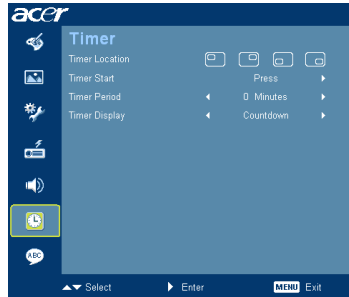 acer
Timer
Timer Location
Timer Start Press
Timer Period 0 Minutes
Timer Display Countdown
ABC
Select Enter MENU Exit